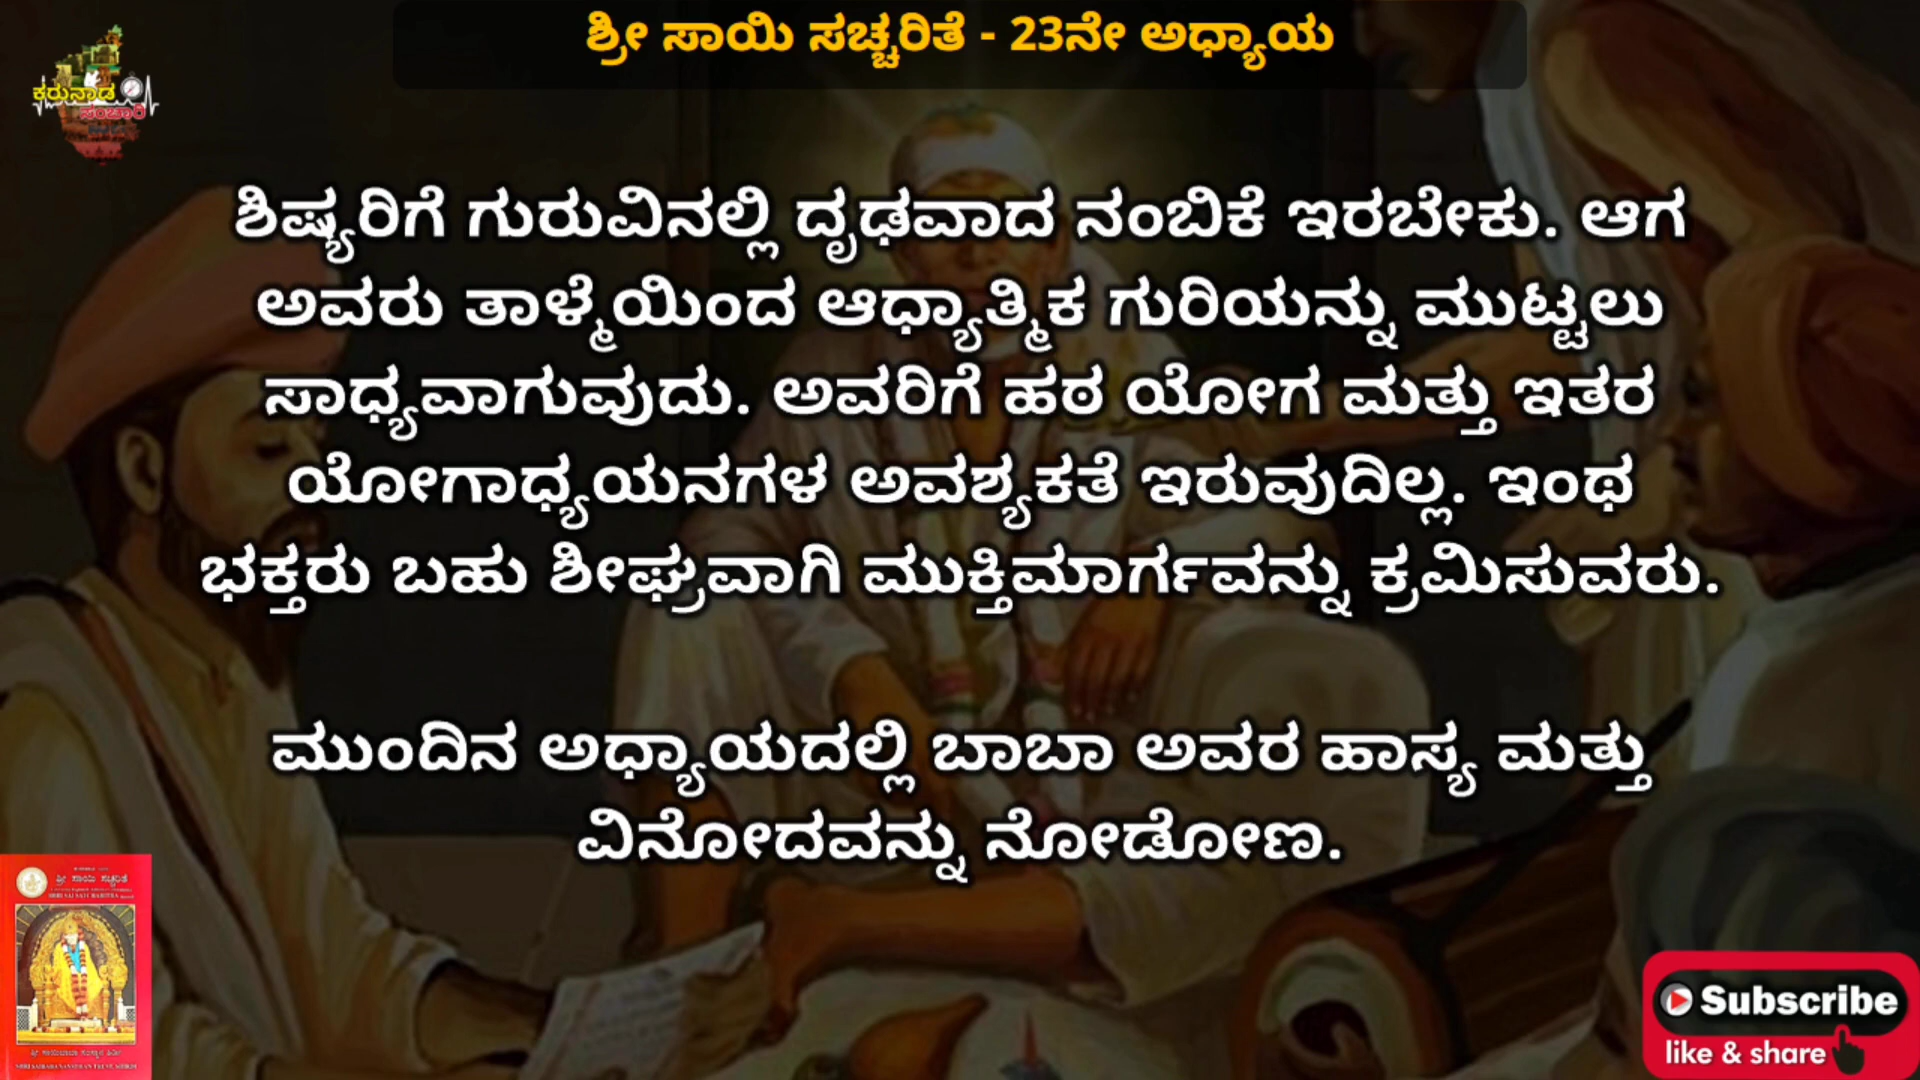 ಶ್ರೀ ಸಾಯಿ ಸಚ್ಚರಿತೆ - 23ನೇ ಅಧ್ಯಾಯ
ಕರುನಾಡ
ಸಂಚಾರಿ
ಶಿಷ್ಯರಿಗೆ ಗುರುವಿನಲ್ಲಿ ದೃಢವಾದ ನಂಬಿಕೆ ಇರಬೇಕು. ಆಗ
ಅವರು ತಾಳ್ಮೆಯಿಂದ ಆಧ್ಯಾತ್ಮಿಕ ಗುರಿಯನ್ನು ಮುಟ್ಟಲು
ಸಾಧ್ಯವಾಗುವುದು. ಅವರಿಗೆ ಹಠ ಯೋಗ ಮತ್ತು ಇತರ
ಯೋಗಾಧ್ಯಯನಗಳ ಅವಶ್ಯಕತೆ ಇರುವುದಿಲ್ಲ. ಇಂಥ
ಭಕ್ತರು ಬಹು ಶೀಘ್ರವಾಗಿ ಮುಕ್ತಿಮಾರ್ಗವನ್ನು ಕ್ರಮಿಸುವರು.
ಮುಂದಿನ ಅಧ್ಯಾಯದಲ್ಲಿ ಬಾಬಾ ಅವರ ಹಾಸ್ಯ ಮತ್ತು
ವಿನೋದವನ್ನು ನೋಡೋಣ.
ಶ್ರೀ ಸಾಯಿ ಸಚ್ಚರಿತೆ
Subscribe
like & share